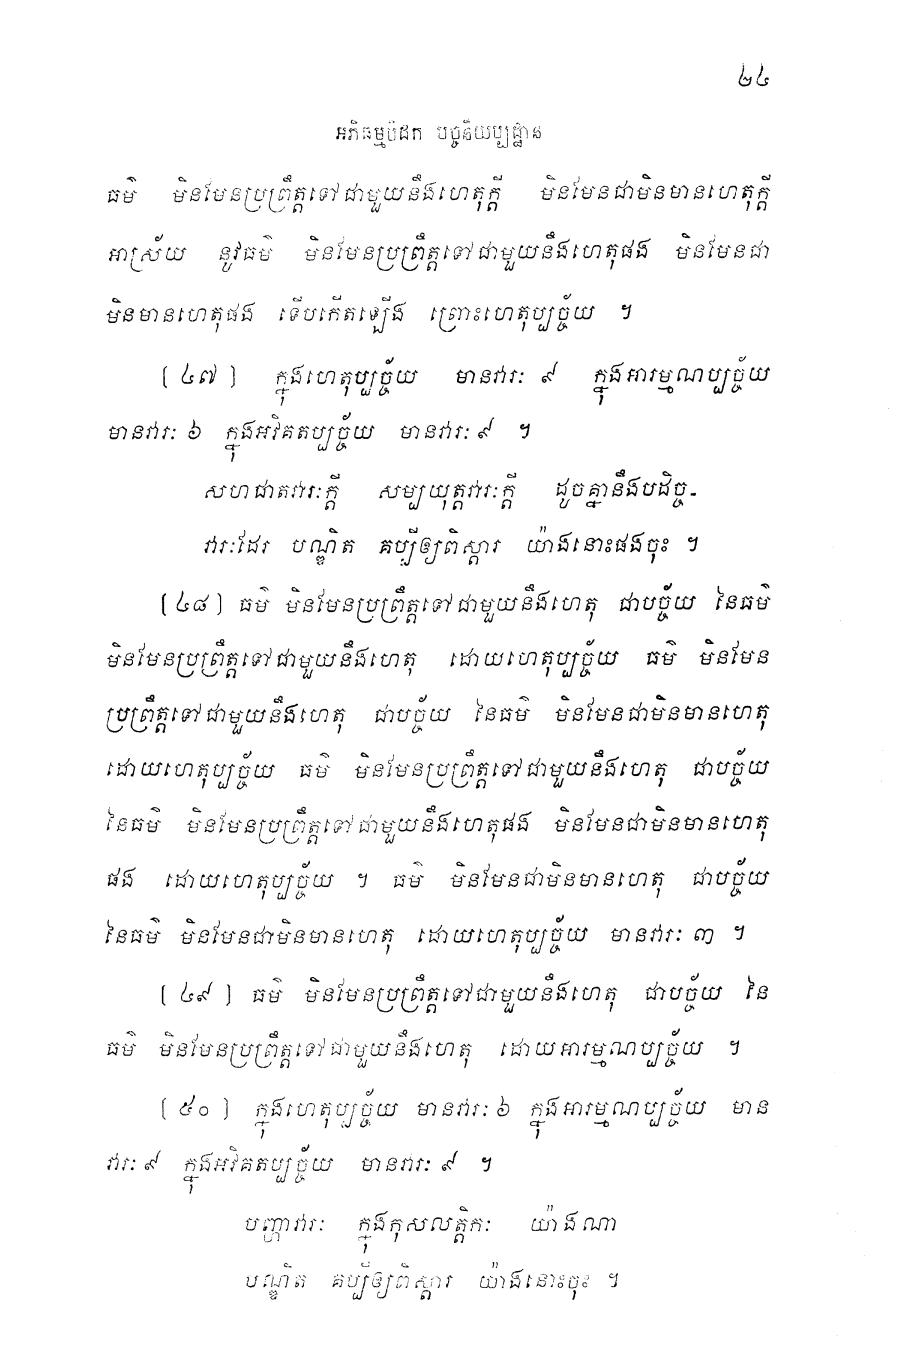 ២៤
អភិធម្មបិដក បច្ចនីយប្បដ្ឋាន
ធម៌ មិនមែនប្រព្រឹត្តទៅជាមួយនឹងហេតុក្តី មិនមែនជាមិនមានហេតុក្តី
អាស្រ័យ នូវធម៌ មិនមែនប្រព្រឹត្តទៅជាមួយនឹងហេតុផង មិនមែនជា
មិនមានហេតុផង ទើបកើតឡើង ព្រោះហេតុប្បច្ច័យ ។
(៤៧) ក្នុងហេតុប្បច្ច័យ មានវារៈ ៩ ក្នុងអារម្មណប្បច្ច័យ
មានវារៈ ៦ ក្នុងអវិគតប្បច្ច័យ មានវារៈ ៩ ។
សហជាតវារៈក្តី សម្បយុត្តវារៈក្តី ដូចគ្នានឹងបដិច្ច-
វារៈដែរ បណ្ឌិត គប្បីឲ្យពិស្តារ យ៉ាងនោះផងចុះ ។
(៤៨) ធម៌ មិនមែនប្រព្រឹត្តទៅជាមួយនឹងហេតុ ជាបច្ច័យ នៃធម៌
មិនមែនប្រព្រឹត្តទៅជាមួយនឹងហេតុ ដោយហេតុប្បច្ច័យ ធម៌ មិនមែន
ប្រព្រឹត្តទៅជាមួយនឹងហេតុ ជាបច្ច័យ នៃធម៌ មិនមែនជាមិនមានហេតុ
ដោយហេតុប្បច្ច័យ ធម៌ មិនមែនប្រព្រឹត្តទៅជាមួយនឹងហេតុ ជាបច្ច័យ
នៃធម៌ មិនមែនប្រព្រឹត្តទៅជាមួយនឹងហេតុផង មិនមែនជាមិនមានហេតុ
ផង ដោយហេតុប្បច្ច័យ ។ ធម៌ មិនមែនជាមិនមានហេតុ ជាបច្ច័យ
នៃធម៌ មិនមែនជាមិនមានហេតុ ដោយហេតុប្បច្ច័យ មានវារៈ ៣ ។
(៤៩) ធម៌ មិនមែនប្រព្រឹត្តទៅជាមួយនឹងហេតុ ជាបច្ច័យ នៃ
ធម៌ មិនមែនប្រព្រឹត្តទៅជាមួយនឹងហេតុ ដោយអារម្មណប្បច្ច័យ ។
(៥០) ក្នុងហេតុប្បច្ច័យ មានវារៈ ៦ ក្នុងអារម្មណប្បច្ច័យ មាន
វារៈ ៩ ក្នុងអវិគតប្បច្ច័យ មានវារៈ ៩ ។
បញ្ហាវារៈ ក្នុងកុសលត្តិកៈ យ៉ាងណា
បណ្ឌិត គប្បីឲ្យពិស្តារ យ៉ាងនោះចុះ ។